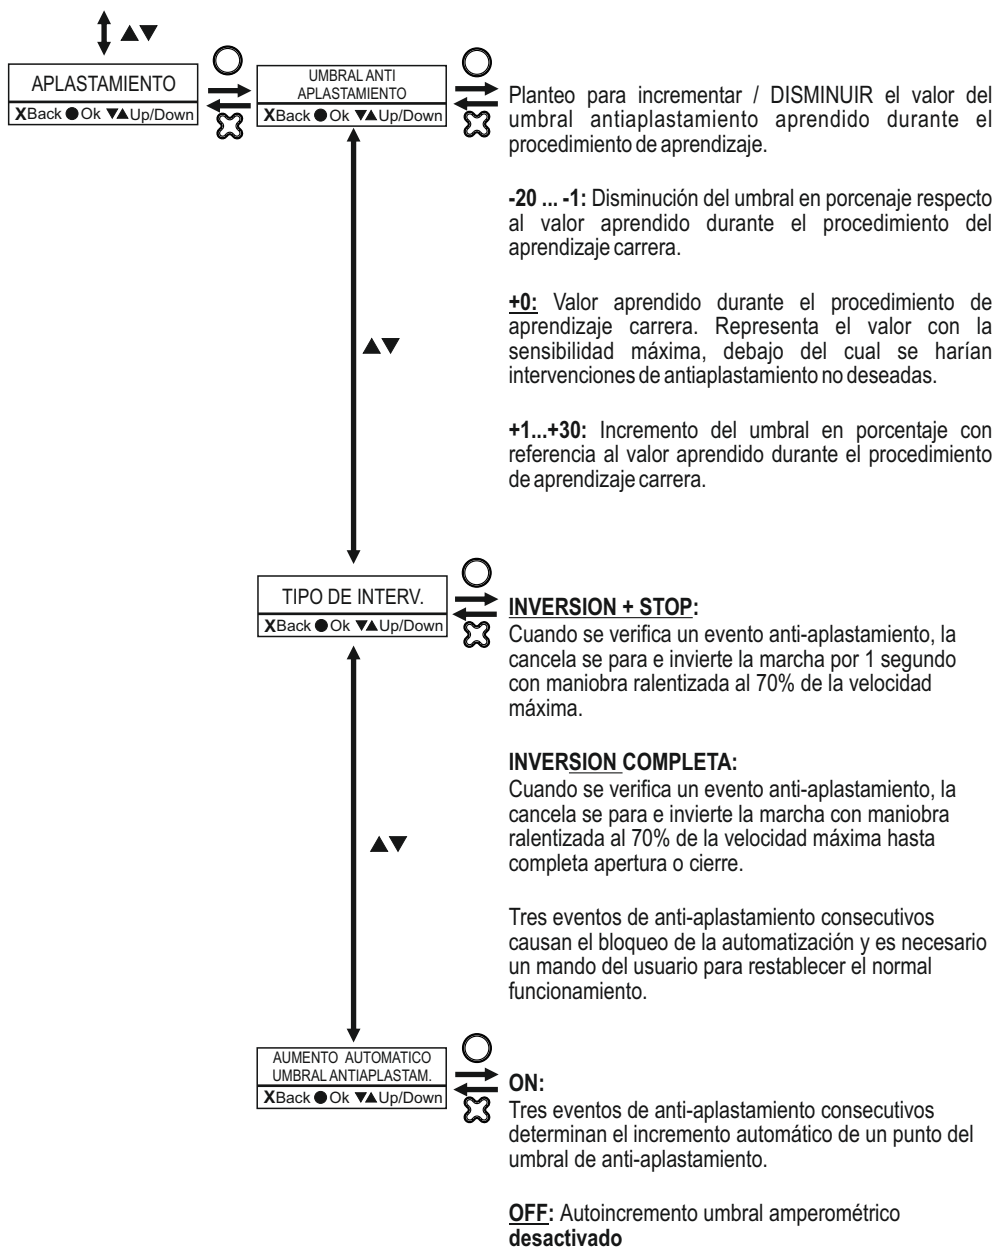 ▲▼
APLASTAMIENTO
XBack ●Ok ▼▲Up/Down
UMBRAL ANTI
APLASTAMIENTO
XBack ●Ok ▼▲Up/Down
Planteo para incrementar / DISMINUIR el valor del
umbral antiaplastamiento aprendido durante el
procedimiento de aprendizaje.
-20 ... -1: Disminución del umbral en porcenaje respecto
al valor aprendido durante el procedimiento del
aprendizaje carrera.
+0: Valor aprendido durante el procedimiento de
aprendizaje carrera. Representa el valor con la
sensibilidad máxima, debajo del cual se harían
intervenciones de antiaplastamiento no deseadas.
+1...+30: Incremento del umbral en porcentaje con
referencia al valor aprendido durante el procedimiento
de aprendizaje carrera.
▲▼
TIPO DE INTERV.
XBack ●Ok ▼▲Up/Down
INVERSION + STOP:
Cuando se verifica un evento anti-aplastamiento, la
cancela se para e invierte la marcha por 1 segundo
con maniobra ralentizada al 70% de la velocidad
máxima.
INVERSION COMPLETA:
Cuando se verifica un evento anti-aplastamiento, la
cancela se para e invierte la marcha con maniobra
ralentizada al 70% de la velocidad máxima hasta
completa apertura o cierre.
Tres eventos de anti-aplastamiento consecutivos
causan el bloqueo de la automatización y es necesario
un mando del usuario para restablecer el normal
funcionamiento.
▲▼
AUMENTO AUTOMATICO
UMBRAL ANTIAPLASTAM.
XBack ●Ok ▼▲Up/Down
ON:
Tres eventos de anti-aplastamiento consecutivos
determinan el incremento automático de un punto del
umbral de anti-aplastamiento.
OFF: Autoincremento umbral amperométrico
desactivado